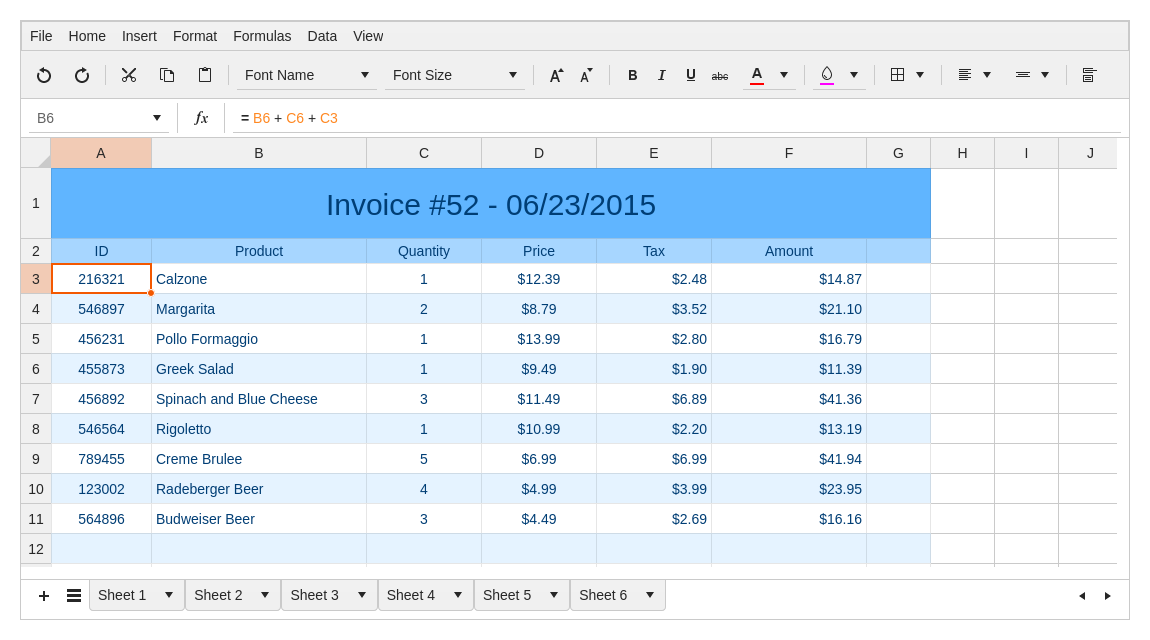 File Home Insert Format Formulas Data View
Font Name Font Size A A B I U abc A
B6 fx = B6 + C6 + C3
A B C D E F G H I J
1 Invoice #52 - 06/23/2015
2 ID Product Quantity Price Tax Amount
3 216321 Calzone 1 $12.39 $2.48 $14.87
4 546897 Margarita 2 $8.79 $3.52 $21.10
5 456231 Pollo Formaggio 1 $13.99 $2.80 $16.79
6 455873 Greek Salad 1 $9.49 $1.90 $11.39
7 456892 Spinach and Blue Cheese 3 $11.49 $6.89 $41.36
8 546564 Rigoletto 1 $10.99 $2.20 $13.19
9 789455 Creme Brulee 5 $6.99 $6.99 $41.94
10 123002 Radeberger Beer 4 $4.99 $3.99 $23.95
11 564896 Budweiser Beer 3 $4.49 $2.69 $16.16
12
Sheet 1 Sheet 2 Sheet 3 Sheet 4 Sheet 5 Sheet 6